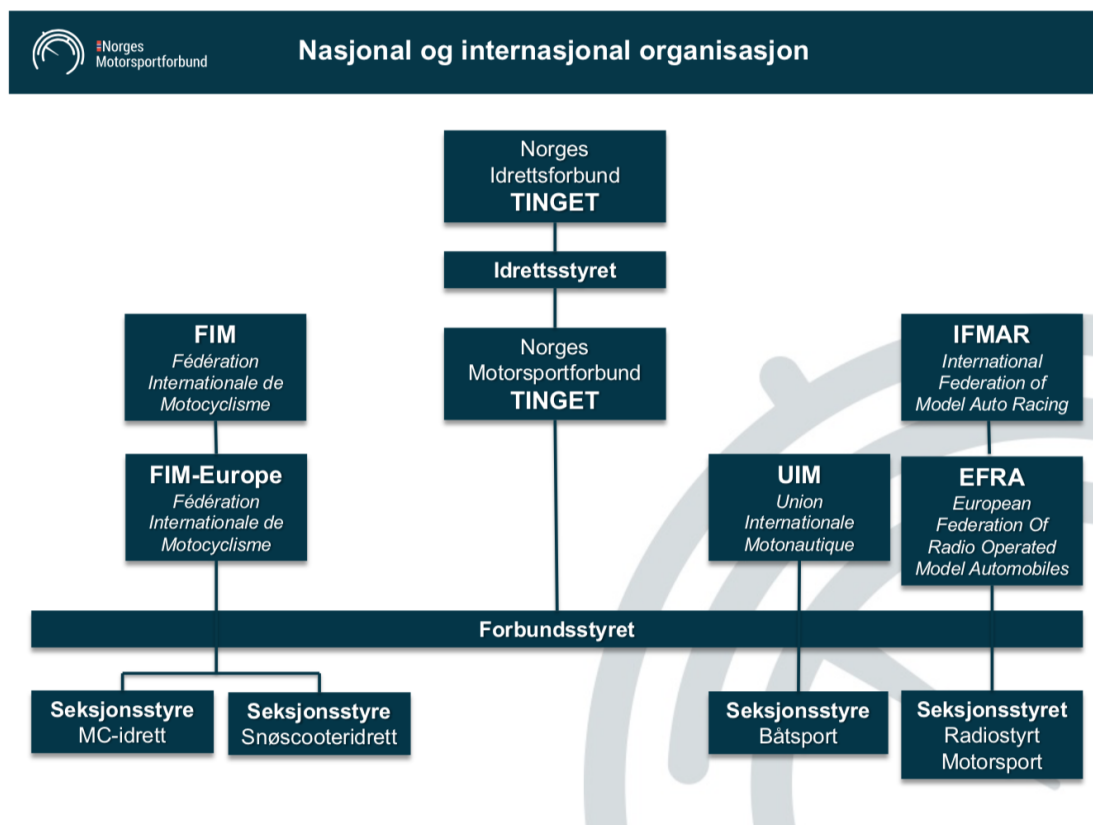 Norges
Motorsportforbund
Nasjonal og internasjonal organisasjon
Norges
Idrettsforbund
TINGET
Idrettsstyret
FIM
Fédération
Internationale de
Motocyclisme
Norges
Motorsportforbund
TINGET
IFMAR
International
Federation of
Model Auto Racing
FIM-Europe
Fédération
Internationale de
Motocyclisme
UIM
Union
Internationale
Motonautique
EFRA
European
Federation Of
Radio Operated
Model Automobiles
Forbundsstyret
Seksjonsstyre
MC-idrett
Seksjonsstyre
Snøscooteridrett
Seksjonsstyre
Båtsport
Seksjonsstyret
Radiostyrt
Motorsport